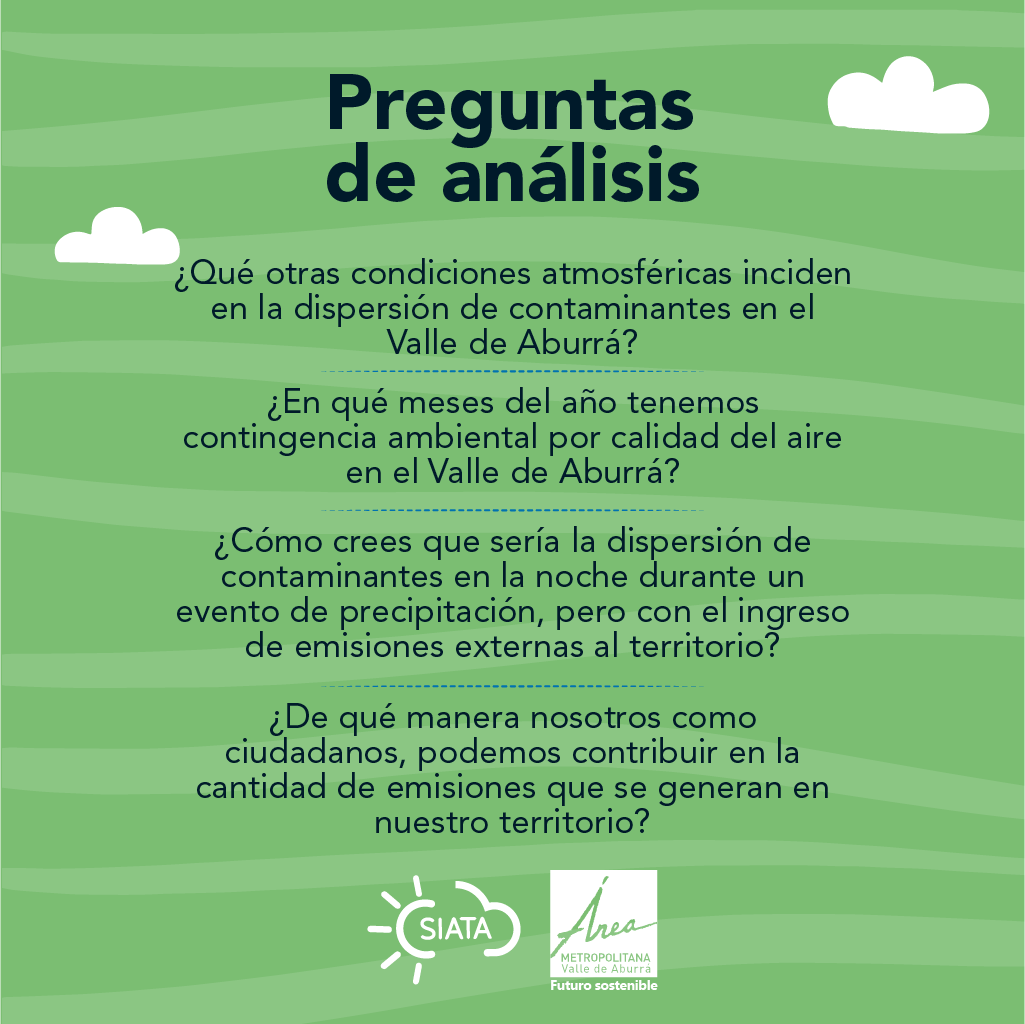 Preguntas
de análisis
¿Qué otras condiciones atmosféricas inciden
en la dispersión de contaminantes en el
Valle de Aburrá?
¿En qué meses del año tenemos
contingencia ambiental por calidad del aire
en el Valle de Aburrá?
¿Cómo crees que sería la dispersión de
contaminantes en la noche durante un
evento de precipitación, pero con el ingreso
de emisiones externas al territorio?
¿De qué manera nosotros como
ciudadanos, podemos contribuir en la
cantidad de emisiones que se generan en
nuestro territorio?
SIATA
Área
METROPOLITANA
Valle de Aburrá
Futuro sostenible